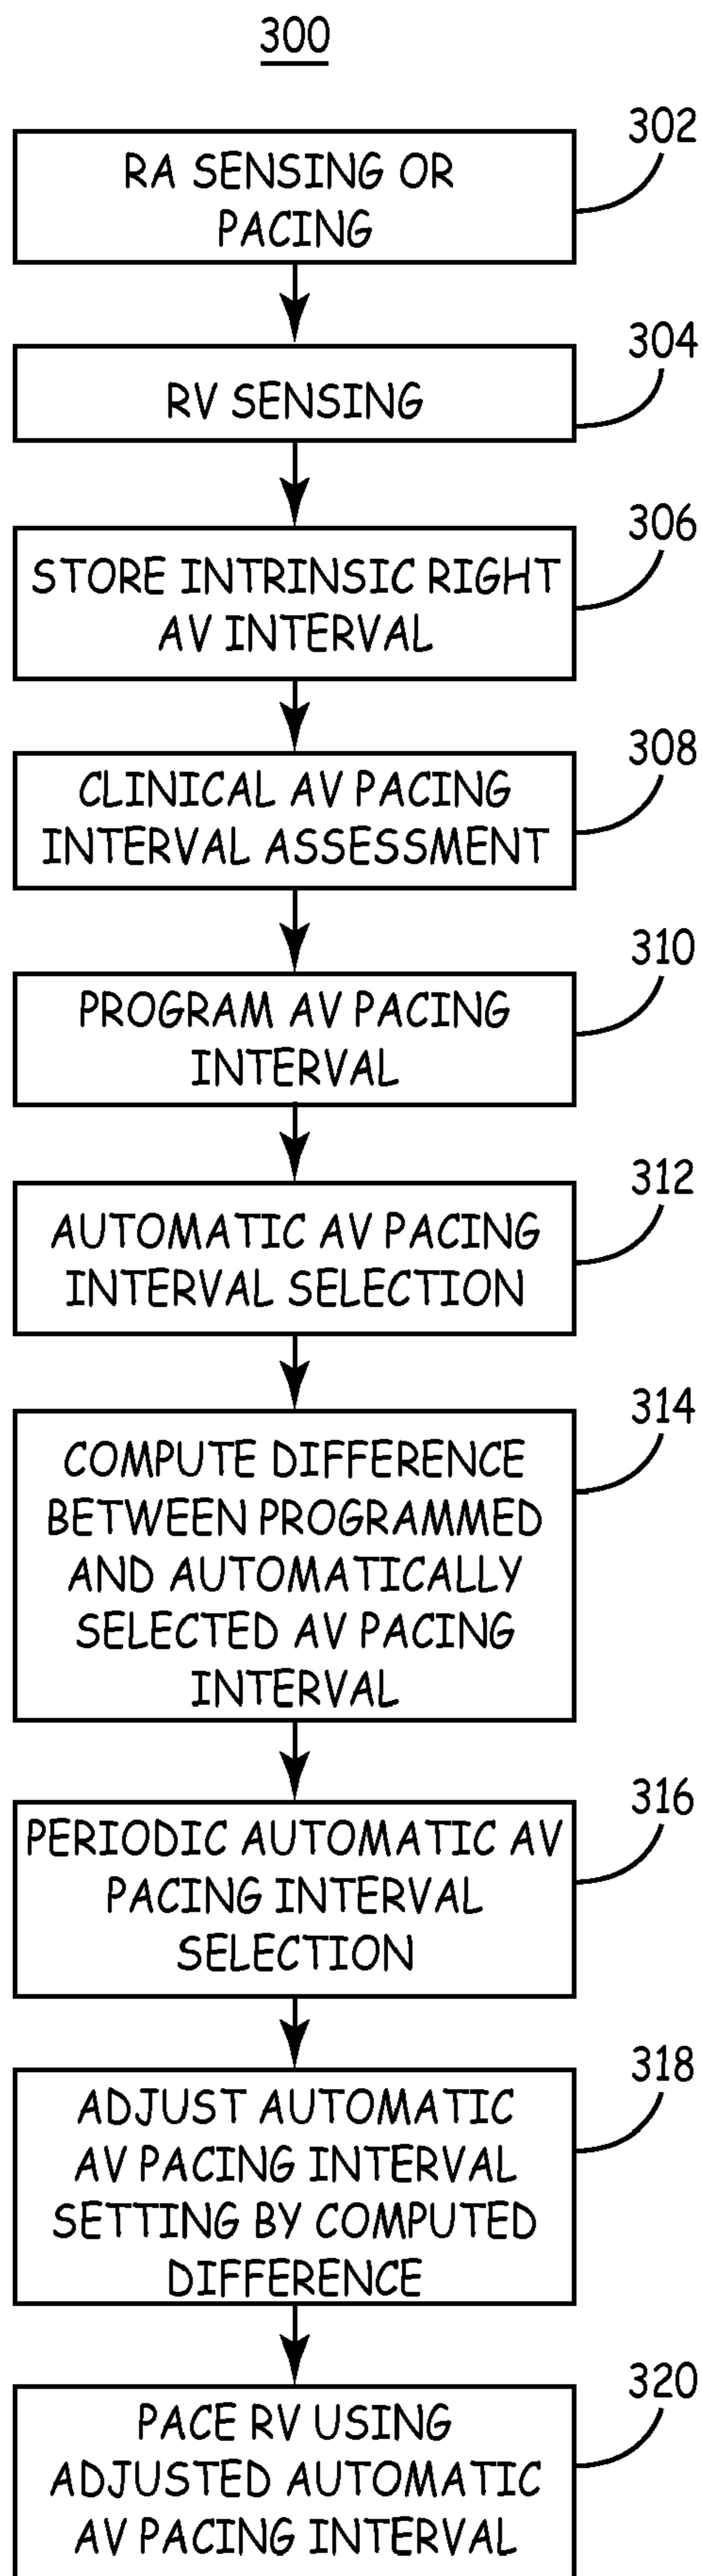 300
302
RA SENSING OR
PACING
304
RV SENSING
306
STORE INTRINSIC RIGHT
AV INTERVAL
308
CLINICAL AV PACING
INTERVAL ASSESSMENT
310
PROGRAM AV PACING
INTERVAL
312
AUTOMATIC AV PACING
INTERVAL SELECTION
314
COMPUTE DIFFERENCE
BETWEEN PROGRAMMED
AND AUTOMATICALLY
SELECTED AV PACING
INTERVAL
316
PERIODIC AUTOMATIC AV
PACING INTERVAL
SELECTION
318
ADJUST AUTOMATIC
AV PACING INTERVAL
SETTING BY COMPUTED
DIFFERENCE
320
PACE RV USING
ADJUSTED AUTOMATIC
AV PACING INTERVAL